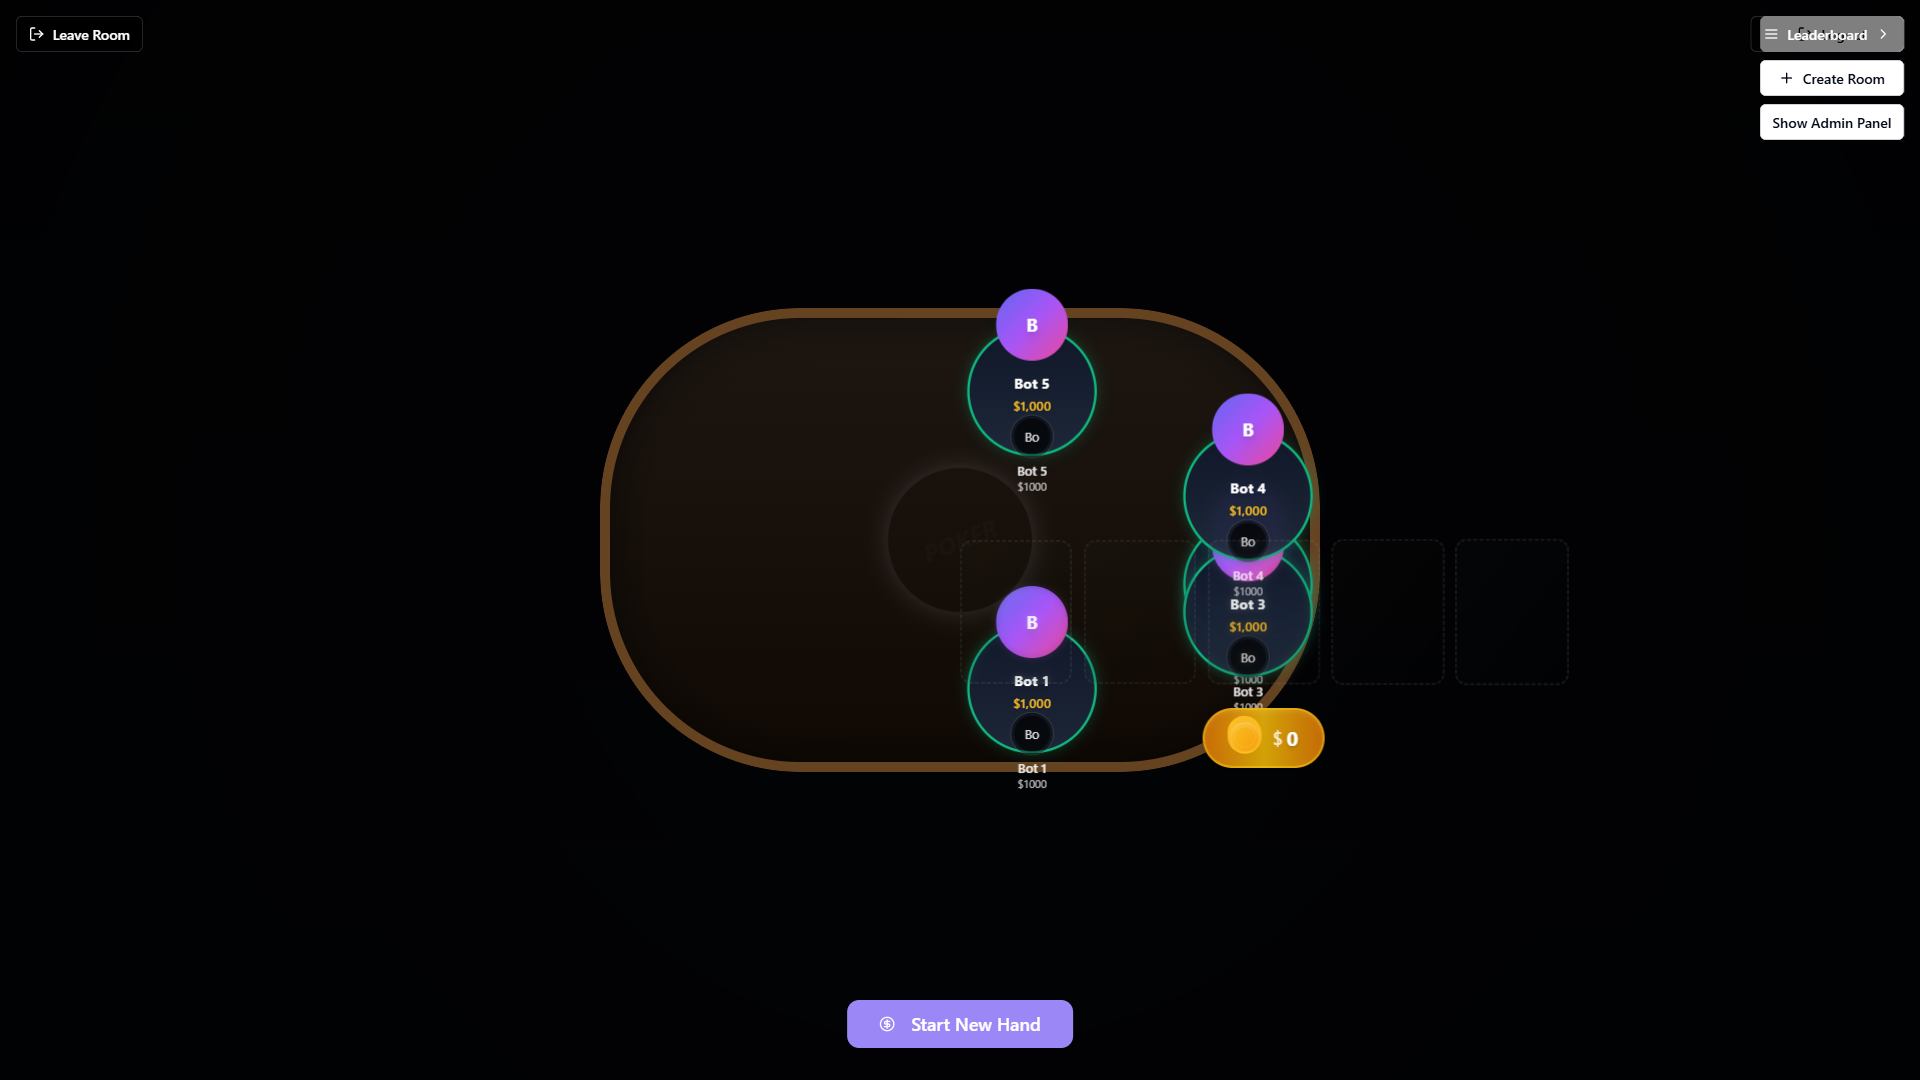 Leave Room
Leaderboard
Create Room
Show Admin Panel
B
Bot 5
$1,000
Bo
Bot 5
$1000
B
Bot 4
$1,000
Bo
Bot 4
$1000
POKER
Bot 3
$1,000
Bo
$1000
Bot 3
$1000
B
Bot 1
$1,000
Bo
Bot 1
$1000
$ 0
Start New Hand